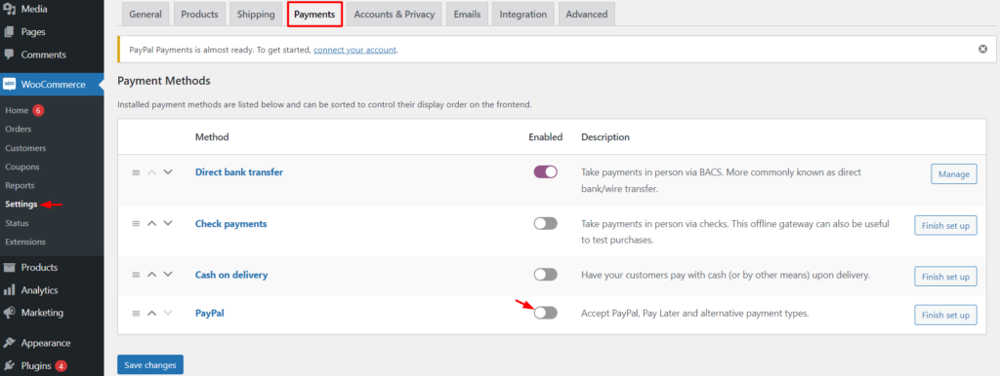 Media
Pages
Comments
WooCommerce
Home 6
Orders
Customers
Coupons
Reports
Settings
Status
Extensions
Products
Analytics
Marketing
Appearance
Plugins 4
General Products Shipping Payments Accounts & Privacy Emails Integration Advanced
PayPal Payments is almost ready. To get started, connect your account.
Payment Methods
Installed payment methods are listed below and can be sorted to control their display order on the frontend.
Method Enabled Description
Direct bank transfer Take payments in person via BACS. More commonly known as direct Manage
bank/wire transfer.
Check payments Take payments in person via checks. This offline gateway can also be useful Finish set up
to test purchases.
Cash on delivery Have your customers pay with cash (or by other means) upon delivery. Finish set up
PayPal Accept PayPal, Pay Later and alternative payment types. Finish set up
Save changes